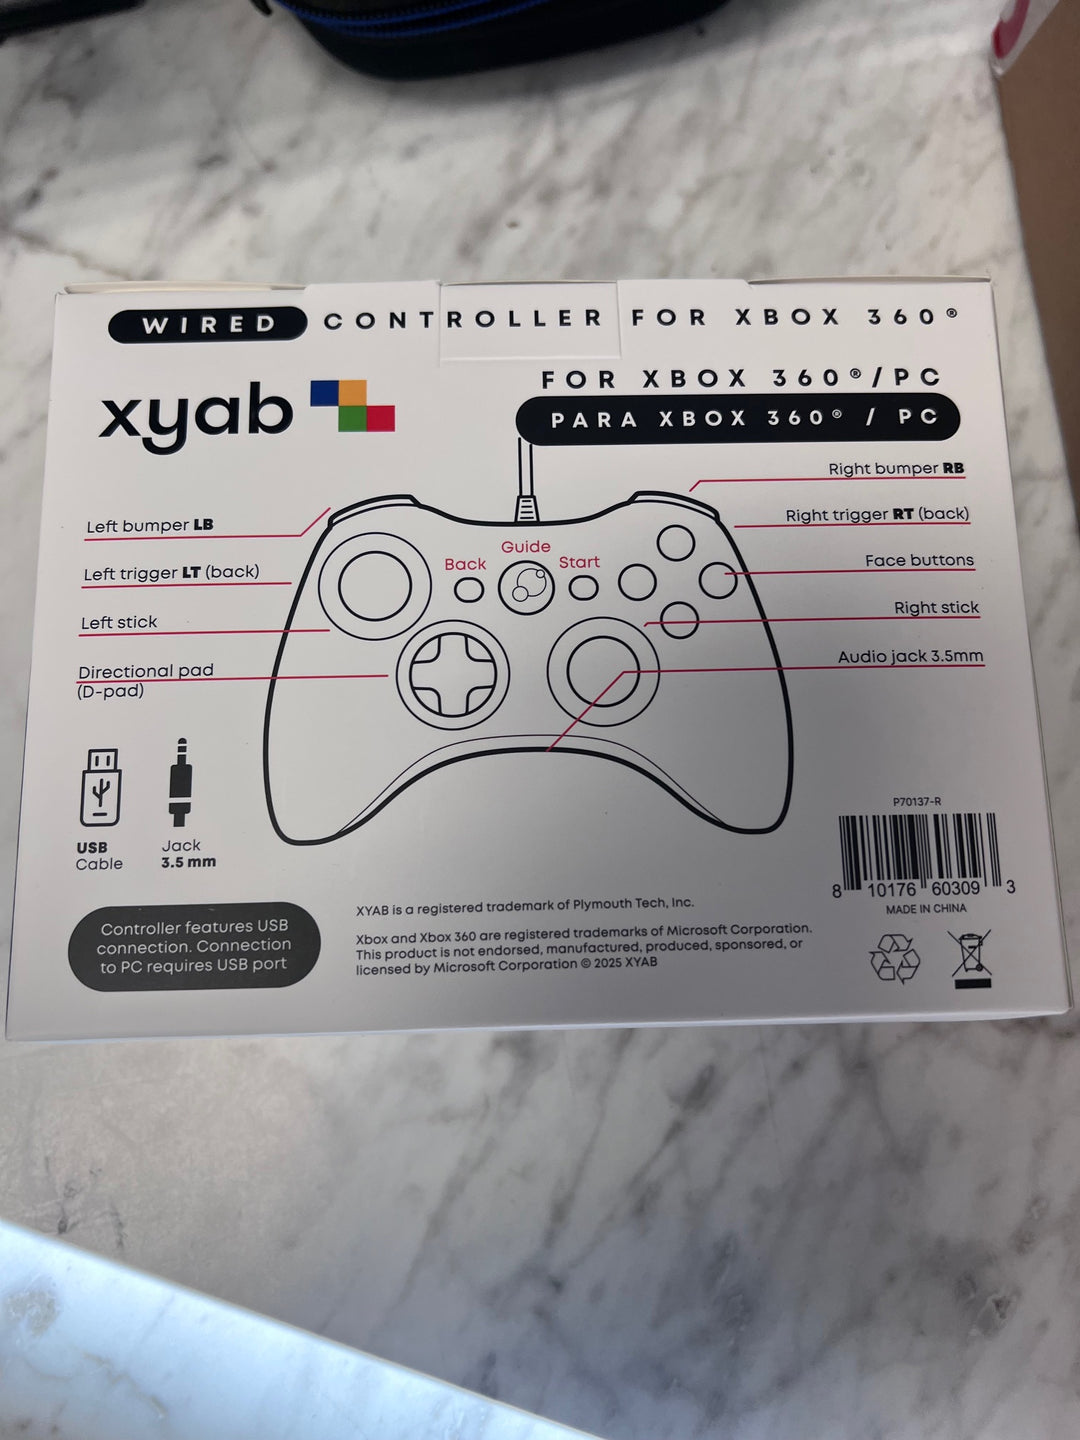 WIRED CONTROLLER FOR XBOX 360®
xyab
FOR XBOX 360®/PC
PARA XBOX 360® / PC
Left bumper LB
Left trigger LT (back)
Left stick
Directional pad
(D-pad)
Back
Guide
Start
Right bumper RB
Right trigger RT (back)
Face buttons
Right stick
Audio jack 3.5mm
USB
Cable
Jack
3.5 mm
P70137-R
8 10176 60309 3
MADE IN CHINA
Controller features USB
connection. Connection
to PC requires USB port
XYAB is a registered trademark of Plymouth Tech, Inc.
Xbox and Xbox 360 are registered trademarks of Microsoft Corporation.
This product is not endorsed, manufactured, produced, sponsored, or
licensed by Microsoft Corporation © 2025 XYAB